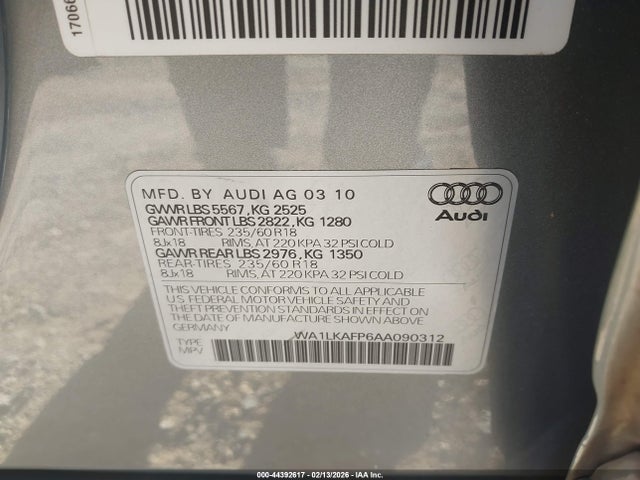 17066
MFD. BY AUDI AG 03 10
GVWR LBS 5567, KG 2525
GAWR FRONT LBS 2822, KG 1280
FRONT-TIRES 235/60 R18
8Jx18 RIMS, AT 220 KPA 32 PSI COLD
GAWR REAR LBS 2976, KG 1350
REAR-TIRES 235/60 R18
8Jx18 RIMS, AT 220 KPA 32 PSI COLD
THIS VEHICLE CONFORMS TO ALL APPLICABLE
U.S. FEDERAL MOTOR VEHICLE SAFETY AND
THEFT PREVENTION STANDARDS IN EFFECT ON
THE DATE OF MANUFACTURE SHOWN ABOVE.
GERMANY
WA1LKAFP6AA090312
TYPE
MPV
Audi
000-44392617 - 02/13/2026 - IAAI.COM